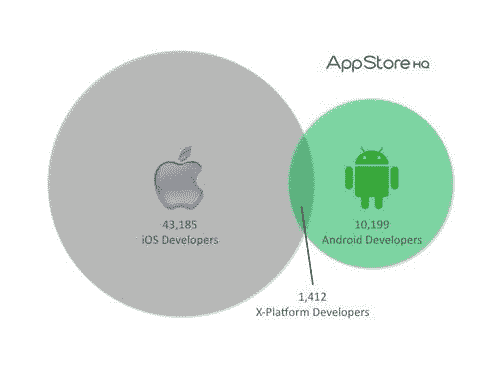 AppStore HQ
43,185
iOS Developers
10,199
Android Developers
1,412
X-Platform Developers